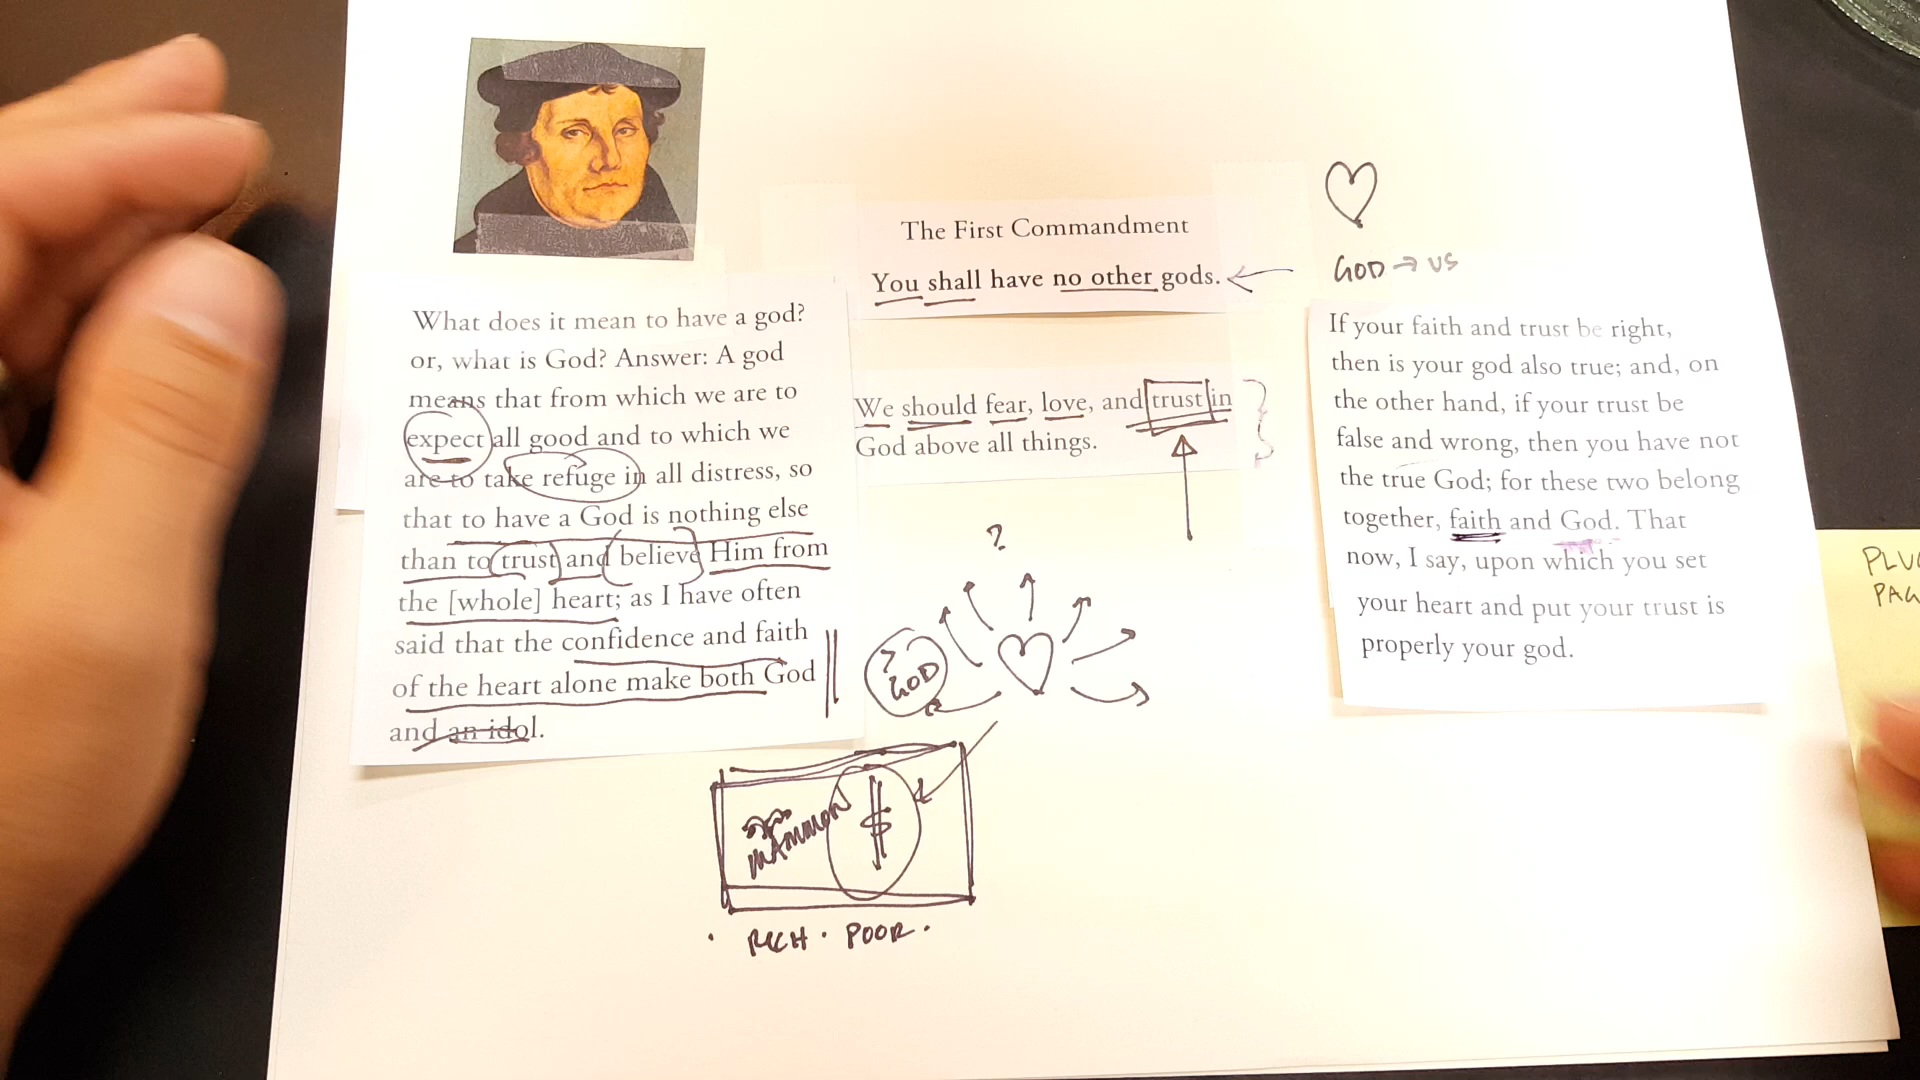 The First Commandment
You shall have no other gods.
GOD → US
What does it mean to have a god?
or, what is God? Answer: A god
means that from which we are to
expect all good and to which we
are to take refuge in all distress, so
that to have a God is nothing else
than to trust and believe Him from
the [whole] heart; as I have often
said that the confidence and faith
of the heart alone make both God
and an idol.
We should fear, love, and trust in
God above all things.
If your faith and trust be right,
then is your god also true; and, on
the other hand, if your trust be
false and wrong, then you have not
the true God; for these two belong
together, faith and God. That
now, I say, upon which you set
your heart and put your trust is
properly your god.
?
?
GOD
MAMMON
$
· RICH · POOR ·